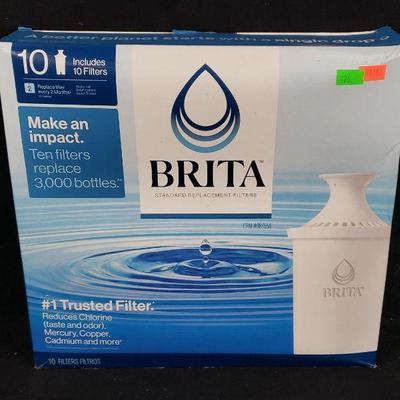 A better planet starts with a single drop
10 Includes
10 Filters
2 Replace filter
every 2 Months
Make an
impact.
Ten filters
replace
3,000 bottles.**
BRITA™
STANDARD REPLACEMENT FILTERS
BRITA
#1 Trusted Filter.*
Reduces Chlorine
(taste and odor),
Mercury, Copper,
Cadmium and more
10 FILTERS FILTROS